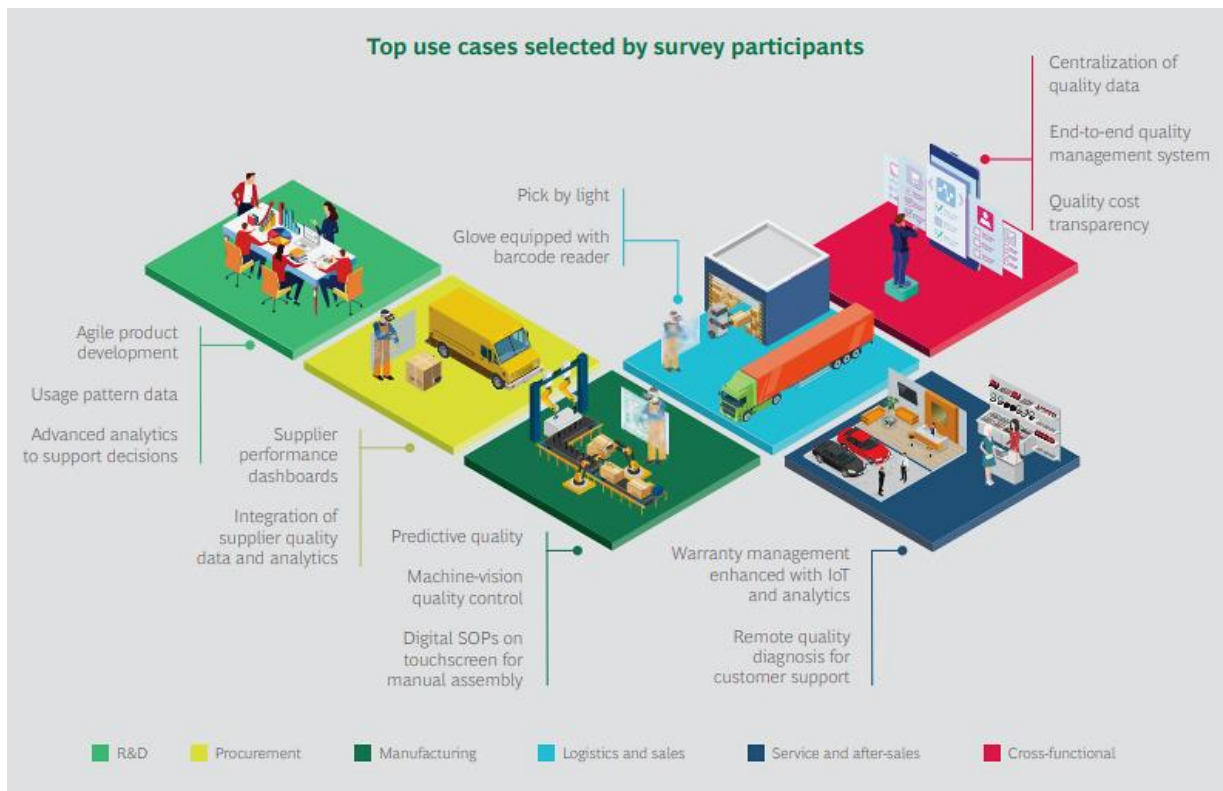 Top use cases selected by survey participants
Centralization of
quality data
End-to-end quality
management system
Quality cost
transparency
Pick by light
Glove equipped with
barcode reader
Agile product
development
Usage pattern data
Advanced analytics
to support decisions
Supplier
performance
dashboards
Integration of
supplier quality
data and analytics
Predictive quality
Machine-vision
quality control
Digital SOPs on
touchscreen for
manual assembly
Warranty management
enhanced with IoT
and analytics
Remote quality
diagnosis for
customer support
R&D
Procurement
Manufacturing
Logistics and sales
Service and after-sales
Cross-functional